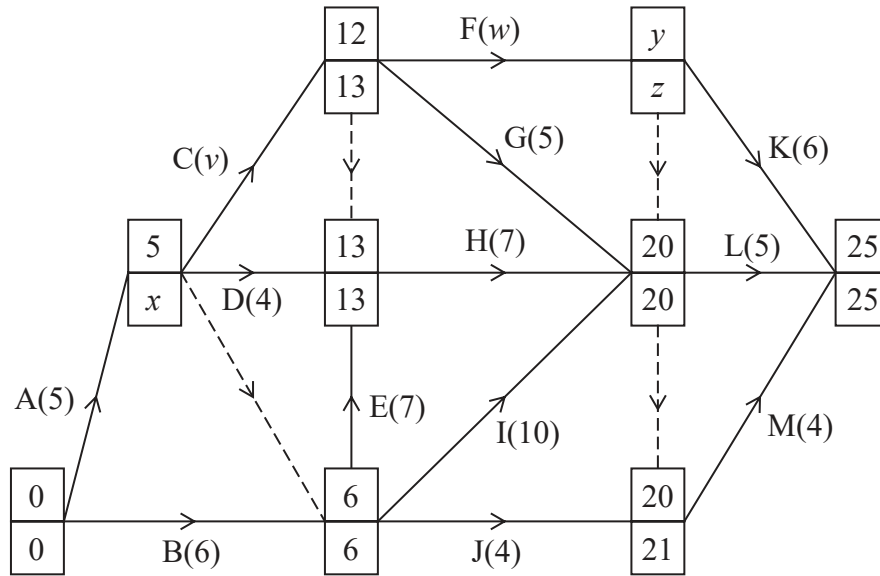 12
13
F(w)
y
z
C(v)
G(5)
K(6)
5
x
D(4)
13
13
H(7)
20
20
L(5)
25
25
A(5)
E(7)
I(10)
M(4)
0
0
B(6)
6
6
J(4)
20
21